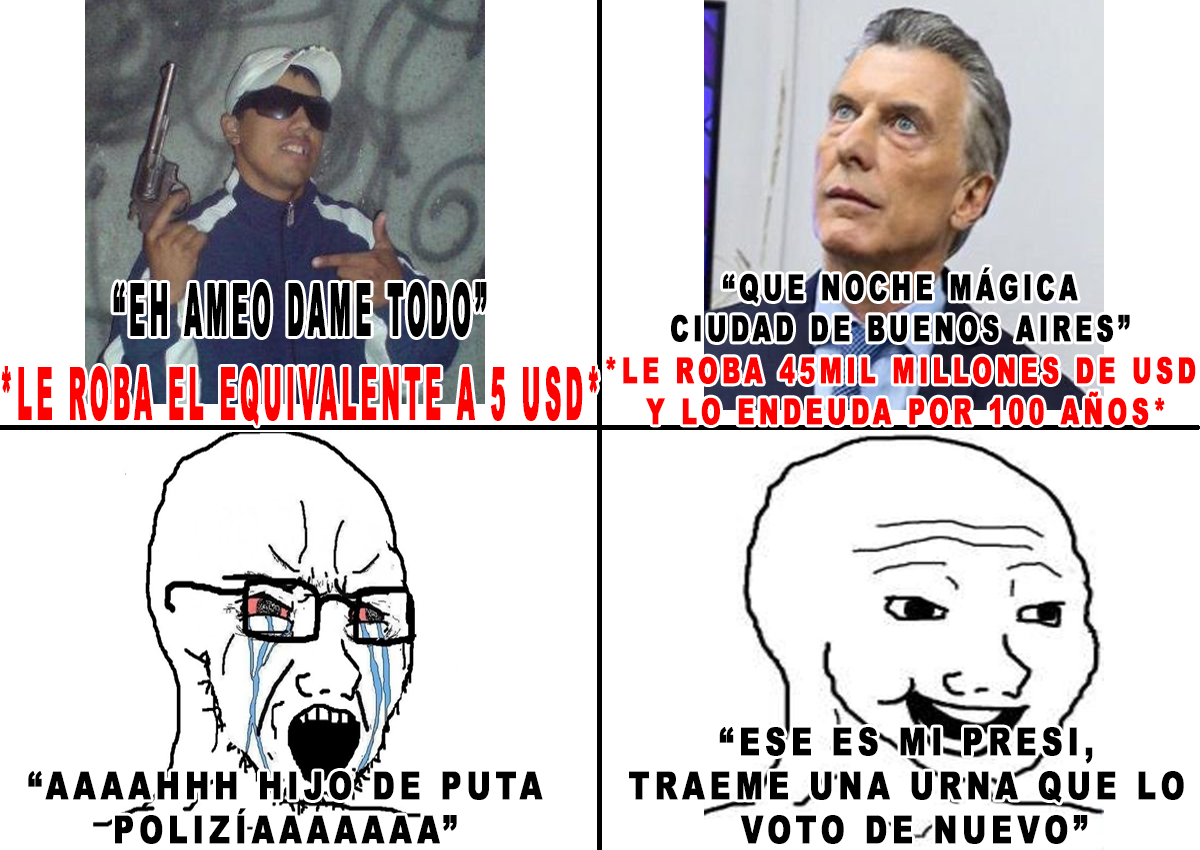 “EH AMEO DAME TODO”
*LE ROBA EL EQUIVALENTE A 5 USD*
“QUE NOCHE MÁGICA
CIUDAD DE BUENOS AIRES”
*LE ROBA 45MIL MILLONES DE USD
Y LO ENDEUDA POR 100 AÑOS*
“AAAAHHH HIJO DE PUTA
POLIZÍAAAAAAA”
“ESE ES MI PRESI,
TRAEME UNA URNA QUE LO
VOTO DE NUEVO”